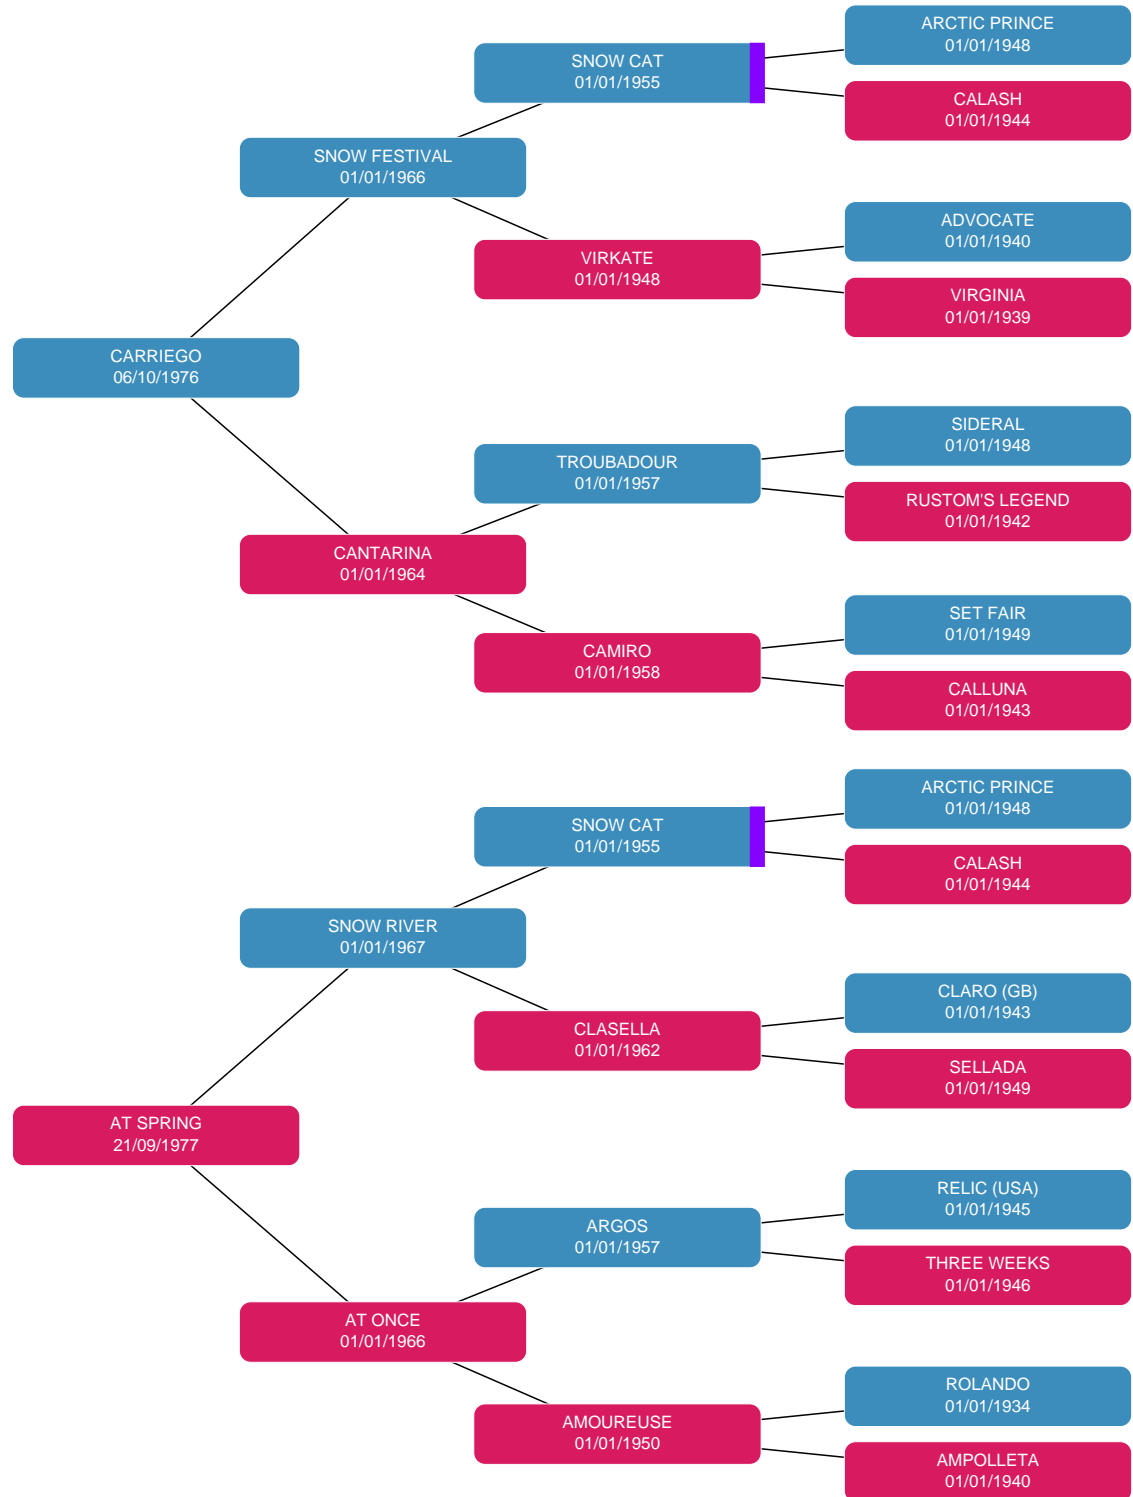 ARCTIC PRINCE
01/01/1948
SNOW CAT
01/01/1955
CALASH
01/01/1944
SNOW FESTIVAL
01/01/1966
ADVOCATE
01/01/1940
VIRKATE
01/01/1948
VIRGINIA
01/01/1939
CARRIEGO
06/10/1976
SIDERAL
01/01/1948
TROUBADOUR
01/01/1957
RUSTOM'S LEGEND
01/01/1942
CANTARINA
01/01/1964
SET FAIR
01/01/1949
CAMIRO
01/01/1958
CALLUNA
01/01/1943
ARCTIC PRINCE
01/01/1948
SNOW CAT
01/01/1955
CALASH
01/01/1944
SNOW RIVER
01/01/1967
CLARO (GB)
01/01/1943
CLASELLA
01/01/1962
SELLADA
01/01/1949
AT SPRING
21/09/1977
RELIC (USA)
01/01/1945
ARGOS
01/01/1957
THREE WEEKS
01/01/1946
AT ONCE
01/01/1966
ROLANDO
01/01/1934
AMOUREUSE
01/01/1950
AMPOLLETA
01/01/1940